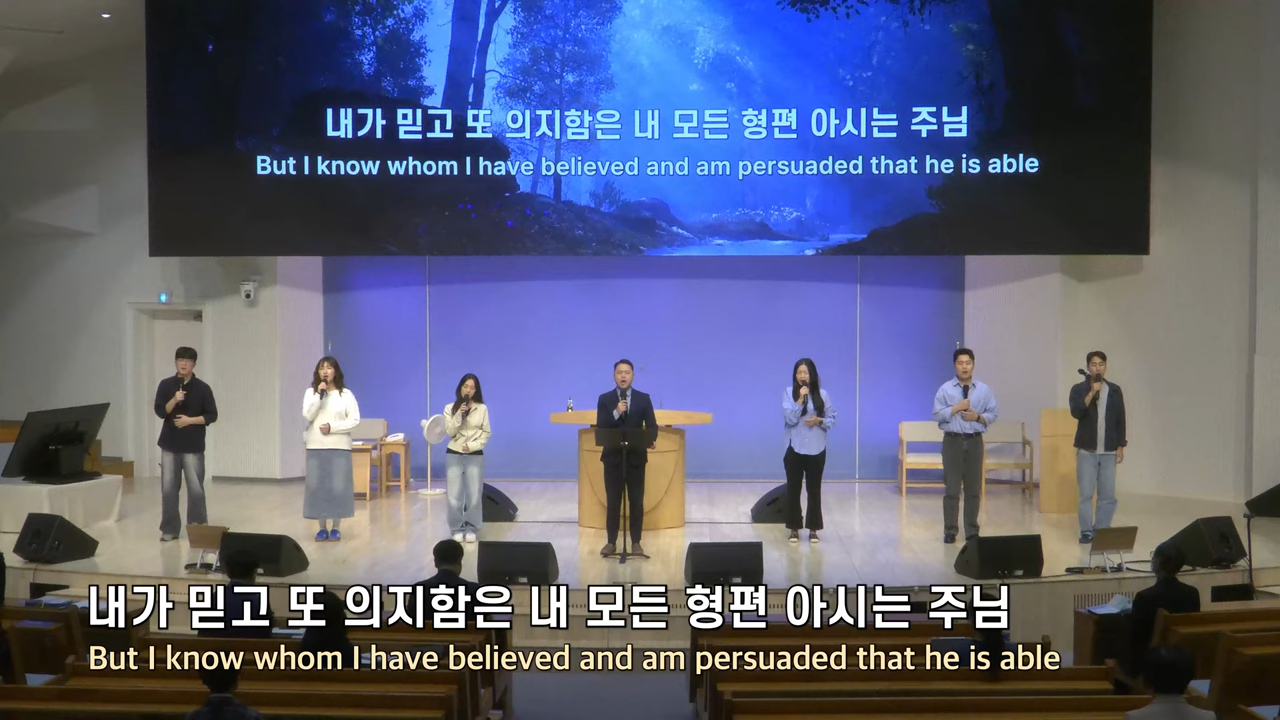 내가 믿고 또 의지함은 내 모든 형편 아시는 주님
But I know whom I have believed and am persuaded that he is able
내가 믿고 또 의지함은 내 모든 형편 아시는 주님
But I know whom I have believed and am persuaded that he is able